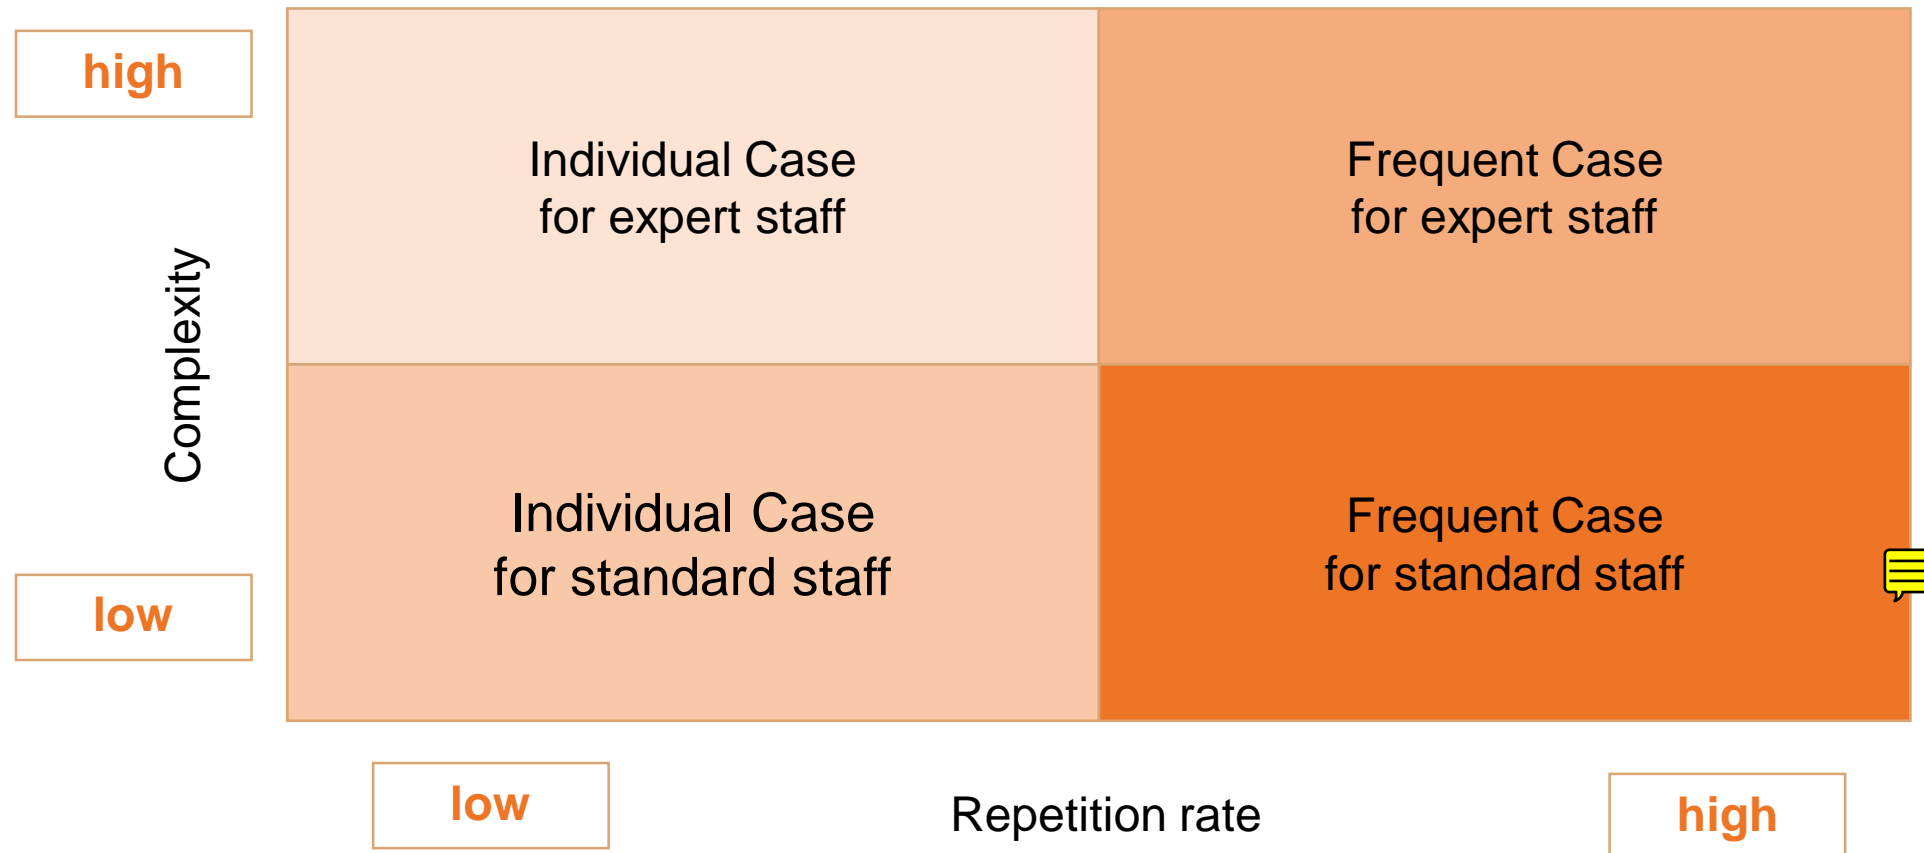 high
Individual Case
for expert staff
Frequent Case
for expert staff
Complexity
Individual Case
for standard staff
Frequent Case
for standard staff
low
low
Repetition rate
high